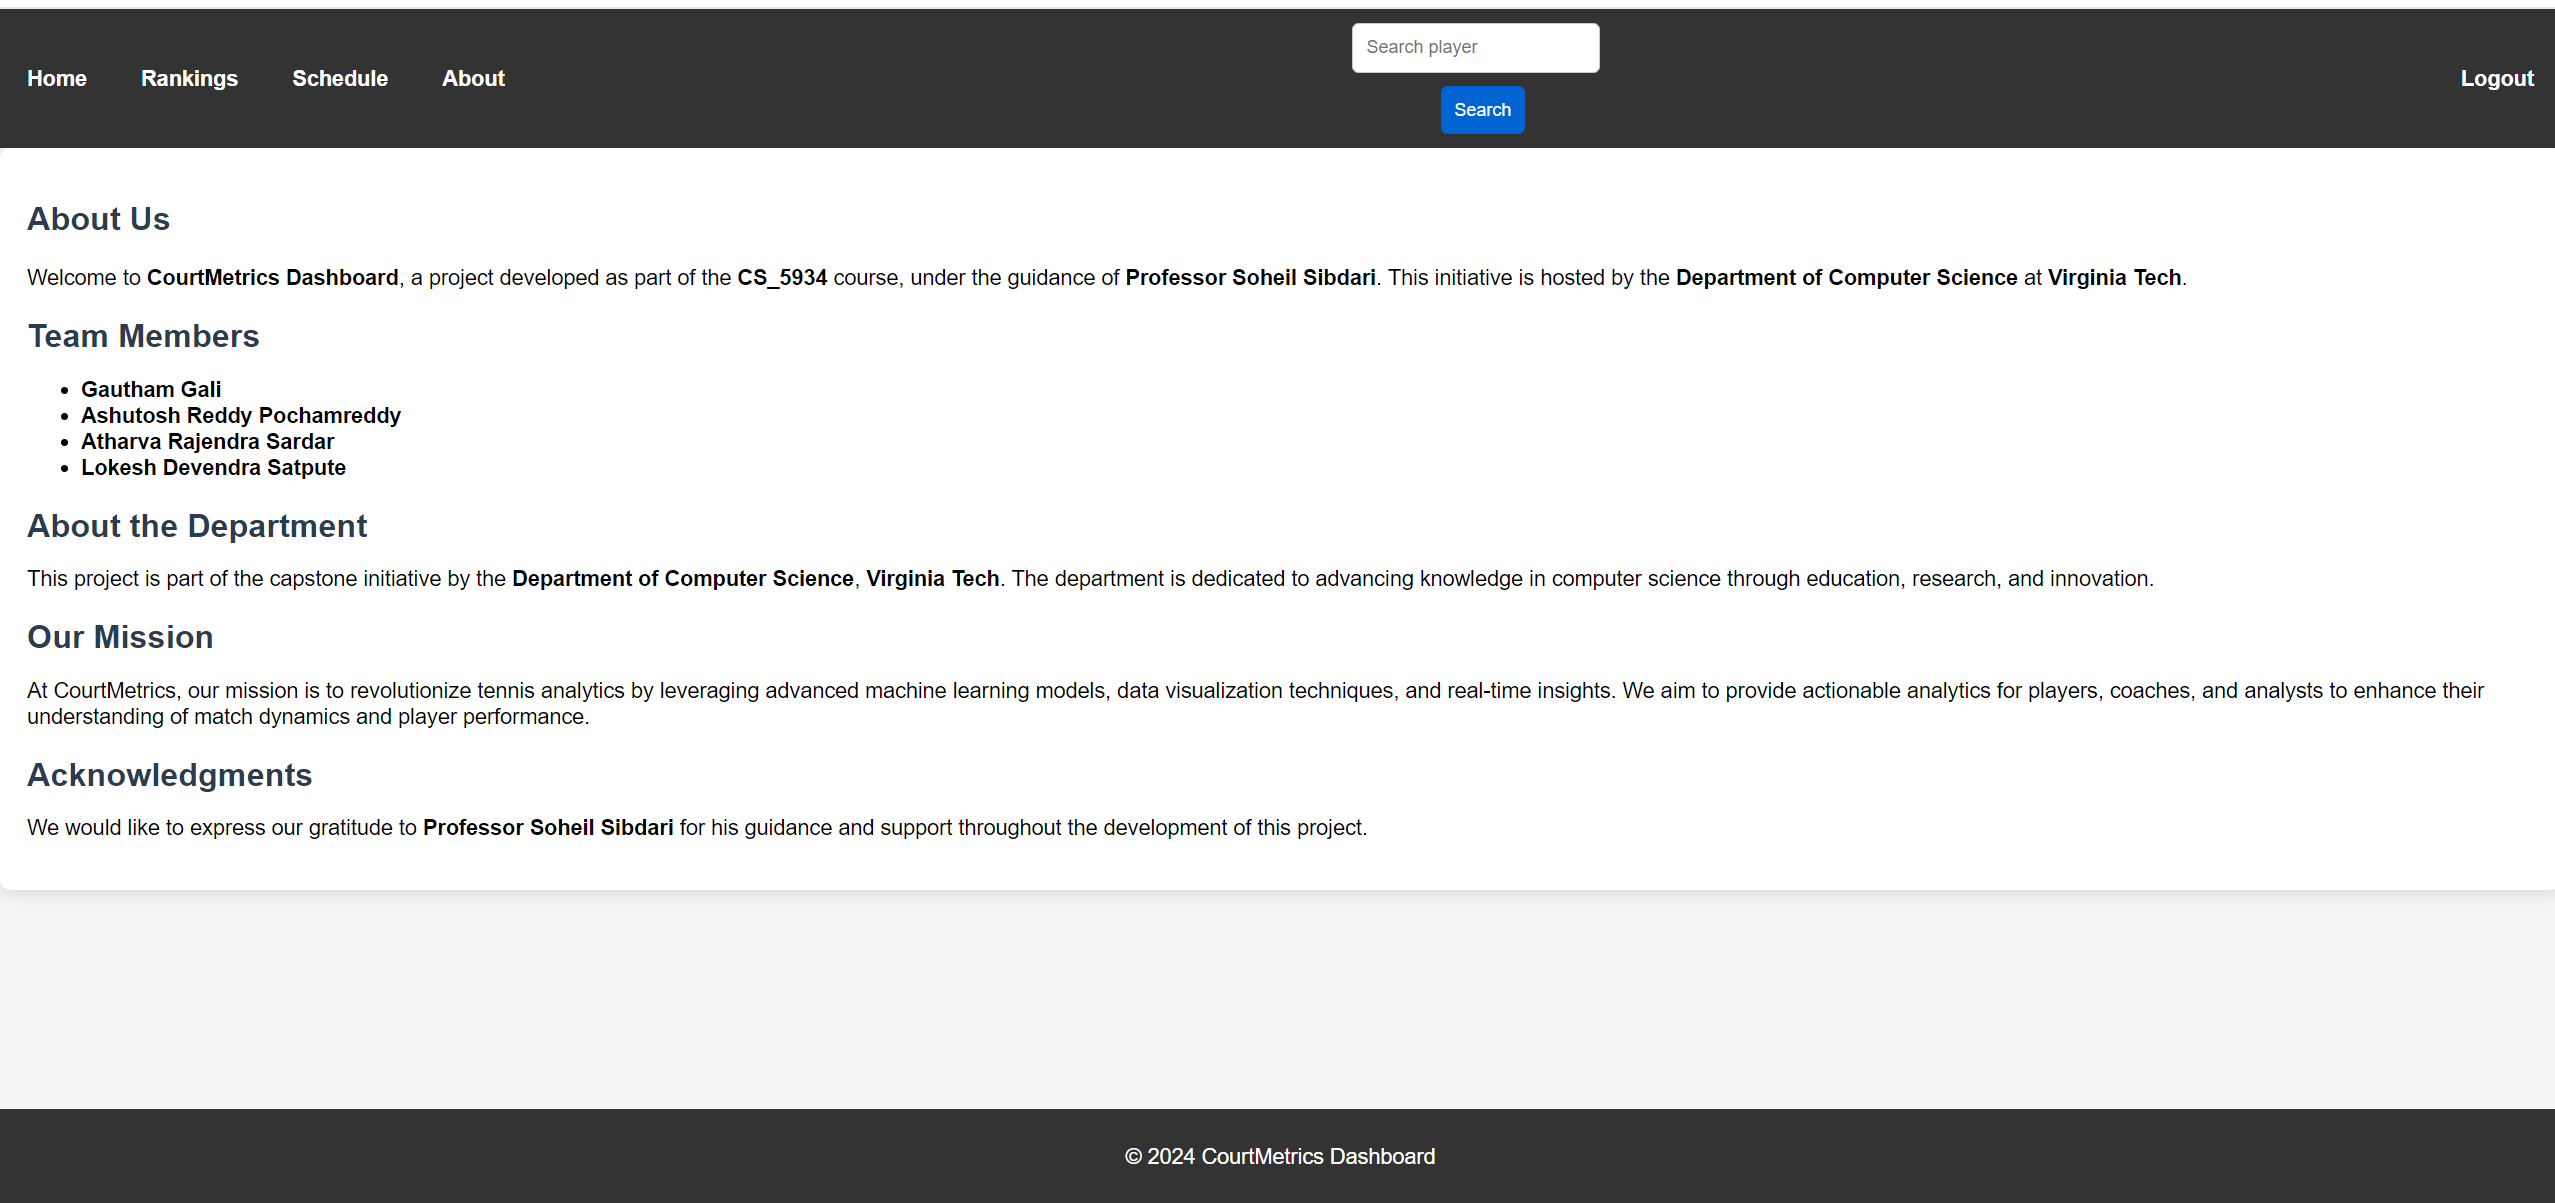 Home Rankings Schedule About
Search player
Search
Logout
About Us
Welcome to CourtMetrics Dashboard, a project developed as part of the CS_5934 course, under the guidance of Professor Soheil Sibdari. This initiative is hosted by the Department of Computer Science at Virginia Tech.
Team Members
• Gautham Gali
• Ashutosh Reddy Pochamreddy
• Atharva Rajendra Sardar
• Lokesh Devendra Satpute
About the Department
This project is part of the capstone initiative by the Department of Computer Science, Virginia Tech. The department is dedicated to advancing knowledge in computer science through education, research, and innovation.
Our Mission
At CourtMetrics, our mission is to revolutionize tennis analytics by leveraging advanced machine learning models, data visualization techniques, and real-time insights. We aim to provide actionable analytics for players, coaches, and analysts to enhance their
understanding of match dynamics and player performance.
Acknowledgments
We would like to express our gratitude to Professor Soheil Sibdari for his guidance and support throughout the development of this project.
© 2024 CourtMetrics Dashboard